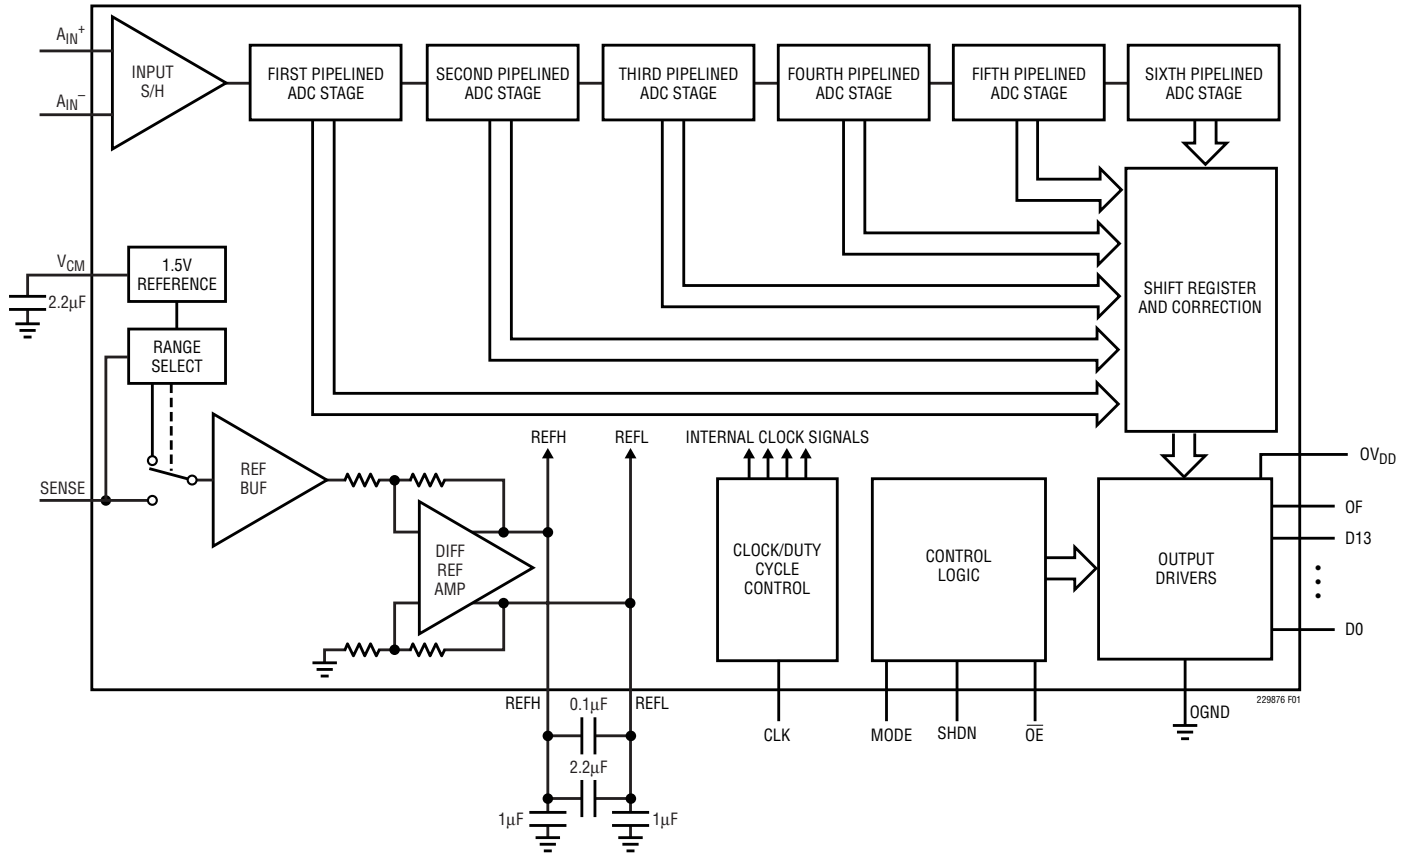 AIN+
AIN−
INPUT
S/H
FIRST PIPELINED
ADC STAGE
SECOND PIPELINED
ADC STAGE
THIRD PIPELINED
ADC STAGE
FOURTH PIPELINED
ADC STAGE
FIFTH PIPELINED
ADC STAGE
SIXTH PIPELINED
ADC STAGE
VCM
2.2µF
1.5V
REFERENCE
RANGE
SELECT
SHIFT REGISTER
AND CORRECTION
SENSE
REF
BUF
REFH
REFL
INTERNAL CLOCK SIGNALS
DIFF
REF
AMP
CLOCK/DUTY
CYCLE
CONTROL
CONTROL
LOGIC
OUTPUT
DRIVERS
OVDD
OF
D13
D0
REFH
0.1µF
REFL
2.2µF
1µF
1µF
CLK
MODE
SHDN
O̅E̅
OGND
229876 F01